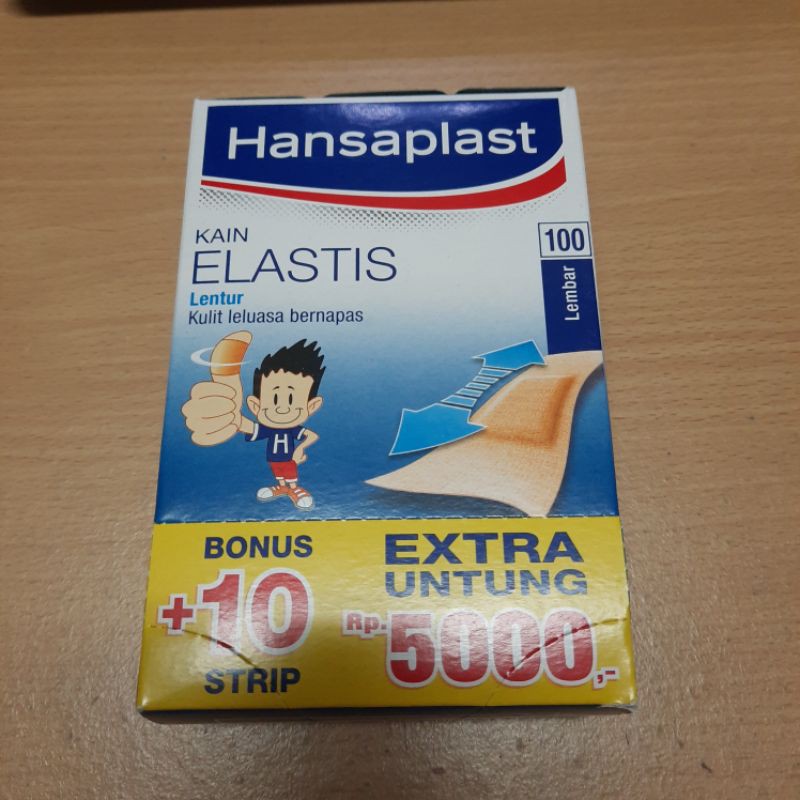 Hansaplast
KAIN
ELASTIS
Lentur
Kulit leluasa bernapas
100
Lembar
H
BONUS
+10
STRIP
EXTRA
UNTUNG
Rp.5000,-